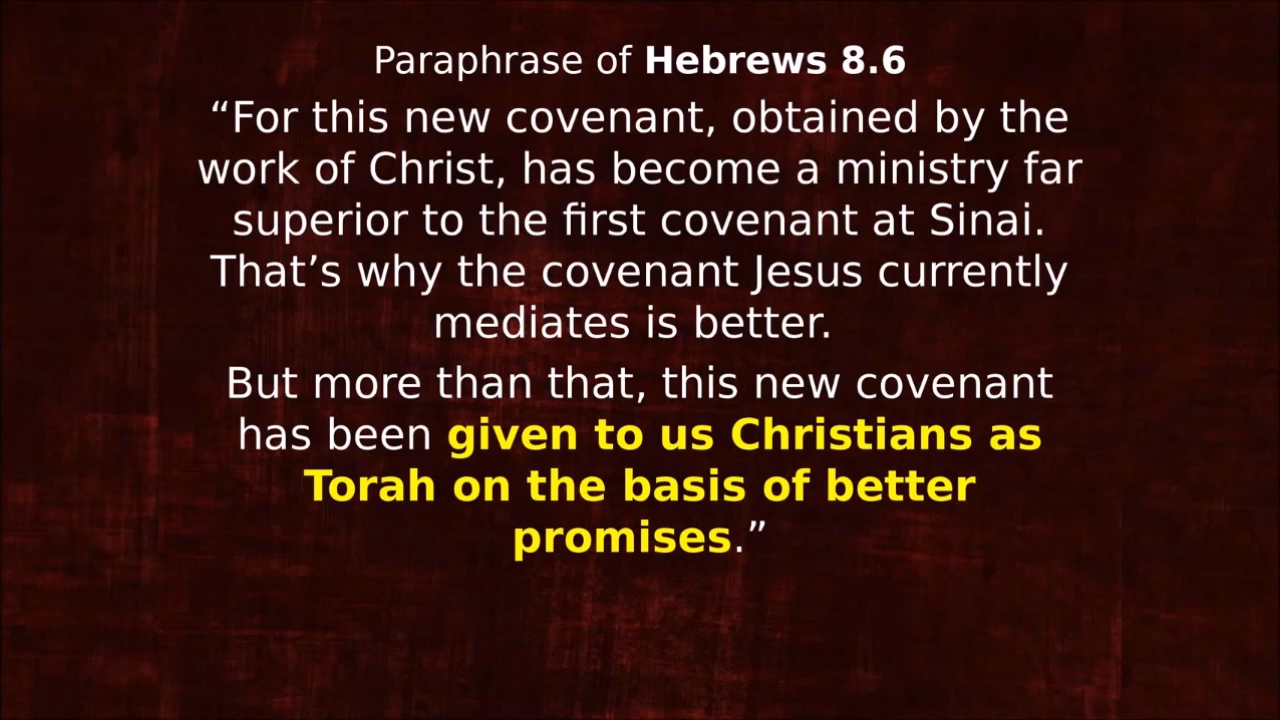 Paraphrase of Hebrews 8.6
“For this new covenant, obtained by the
work of Christ, has become a ministry far
superior to the first covenant at Sinai.
That’s why the covenant Jesus currently
mediates is better.
But more than that, this new covenant
has been given to us Christians as
Torah on the basis of better
promises.”